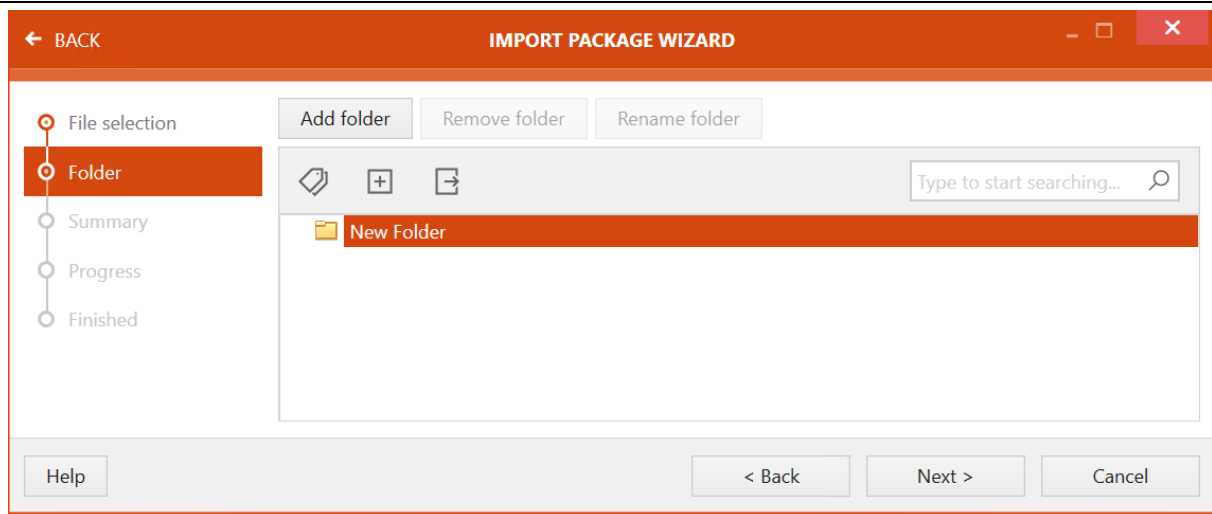 BACK
IMPORT PACKAGE WIZARD
File selection
Folder
Summary
Progress
Finished
Add folder
Remove folder
Rename folder
Type to start searching...
New Folder
Help
< Back
Next >
Cancel